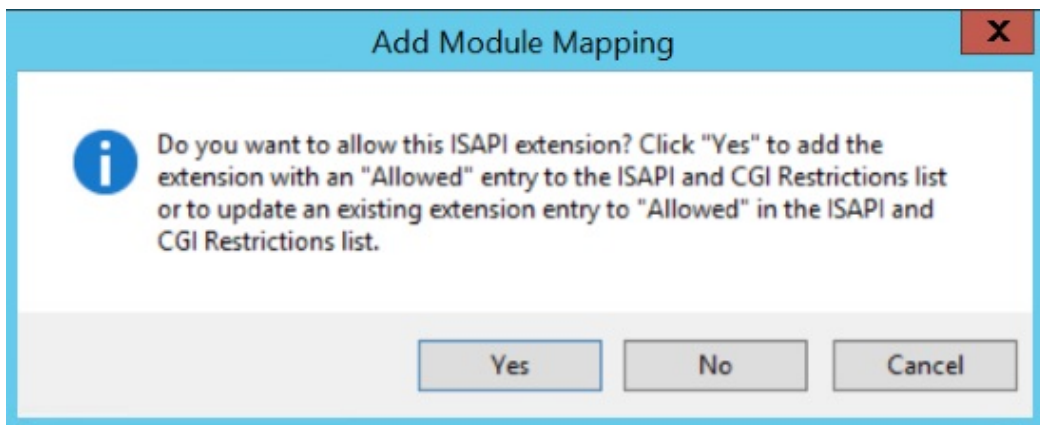 Add Module Mapping
X
Do you want to allow this ISAPI extension? Click "Yes" to add the
extension with an "Allowed" entry to the ISAPI and CGI Restrictions list
or to update an existing extension entry to "Allowed" in the ISAPI and
CGI Restrictions list.
Yes No Cancel